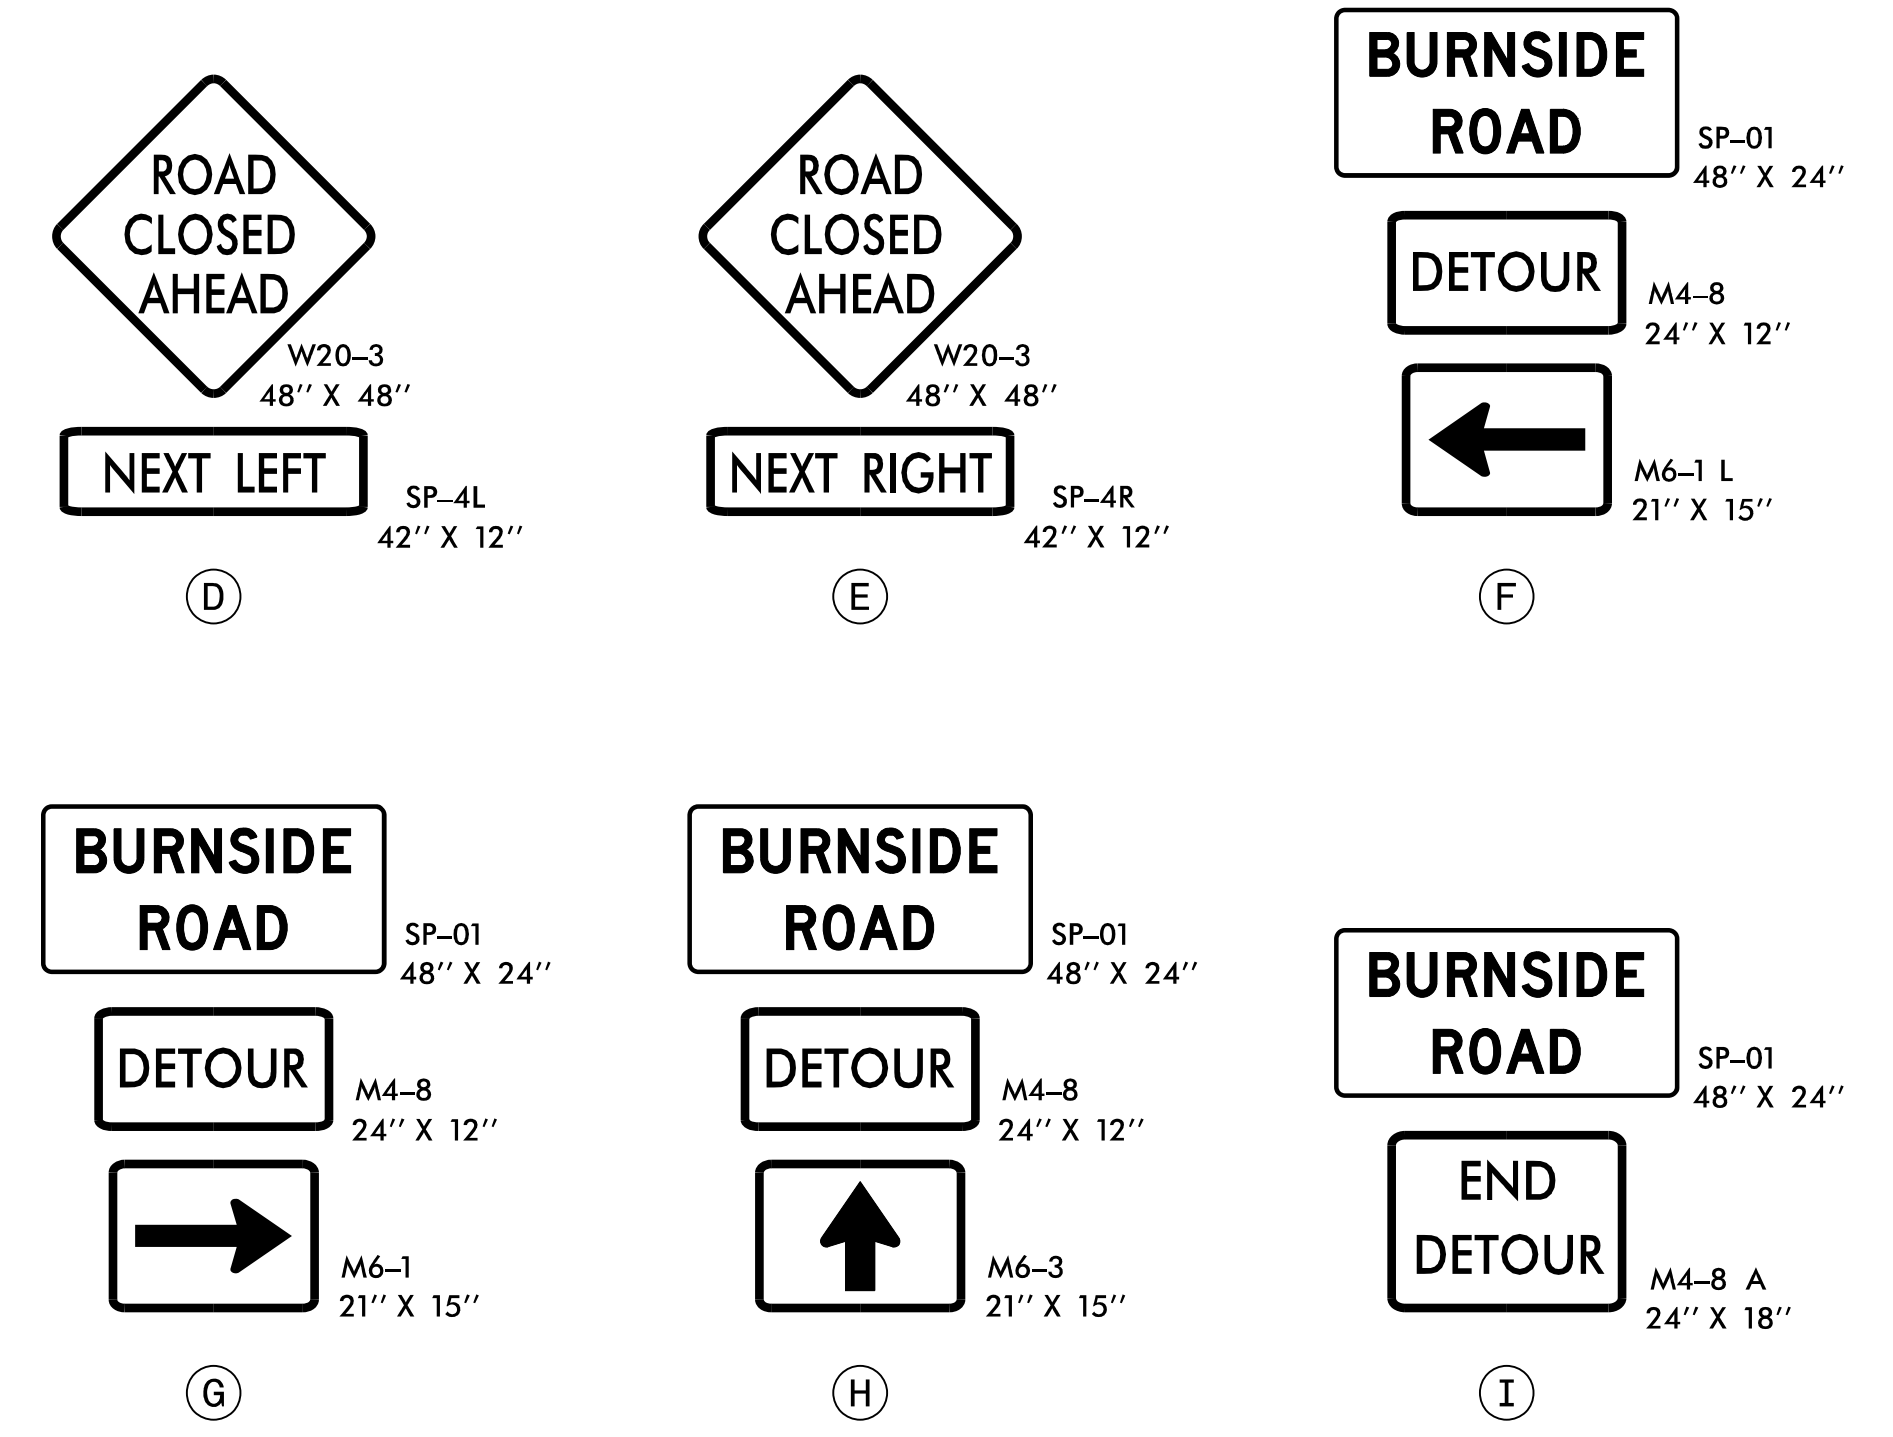 ROAD
CLOSED
AHEAD
W20–3
48′′ X 48′′
NEXT LEFT
SP–4L
42′′ X 12′′
D
ROAD
CLOSED
AHEAD
W20–3
48′′ X 48′′
NEXT RIGHT
SP–4R
42′′ X 12′′
E
BURNSIDE
ROAD
SP–01
48′′ X 24′′
DETOUR
M4–8
24′′ X 12′′
M6–1 L
21′′ X 15′′
F
BURNSIDE
ROAD
SP–01
48′′ X 24′′
DETOUR
M4–8
24′′ X 12′′
M6–1
21′′ X 15′′
G
BURNSIDE
ROAD
SP–01
48′′ X 24′′
DETOUR
M4–8
24′′ X 12′′
M6–3
21′′ X 15′′
H
BURNSIDE
ROAD
SP–01
48′′ X 24′′
END
DETOUR
M4–8 A
24′′ X 18′′
I